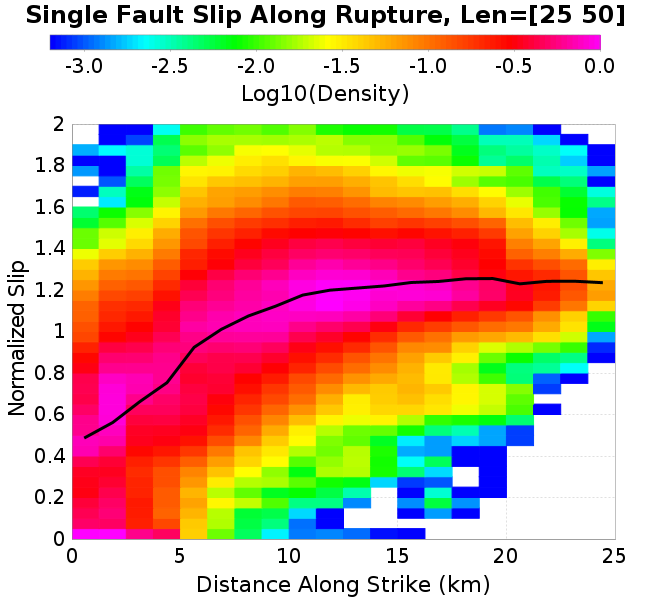 Single Fault Slip Along Rupture, Len=[25 50]
-3.0 -2.5 -2.0 -1.5 -1.0 -0.5 0.0
Log10(Density)
2
1.8
1.6
1.4
1.2
1
0.8
0.6
0.4
0.2
0
Normalized Slip
0 5 10 15 20 25
Distance Along Strike (km)